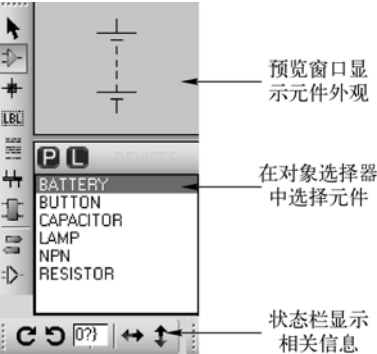 预览窗口显
示元件外观
LBL
P L DEVICES
BATTERY
BUTTON
CAPACITOR
LAMP
NPN
RESISTOR
在对象选择器
中选择元件
状态栏显示
相关信息